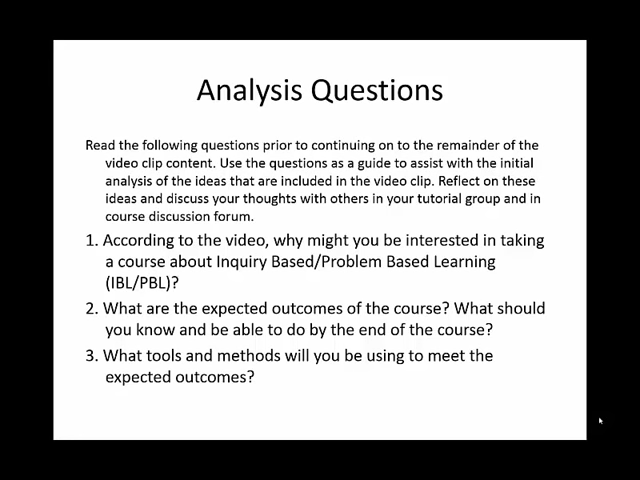 Analysis Questions
Read the following questions prior to continuing on to the remainder of the
video clip content. Use the questions as a guide to assist with the initial
analysis of the ideas that are included in the video clip. Reflect on these
ideas and discuss your thoughts with others in your tutorial group and in
course discussion forum.
1. According to the video, why might you be interested in taking
a course about Inquiry Based/Problem Based Learning
(IBL/PBL)?
2. What are the expected outcomes of the course? What should
you know and be able to do by the end of the course?
3. What tools and methods will you be using to meet the
expected outcomes?